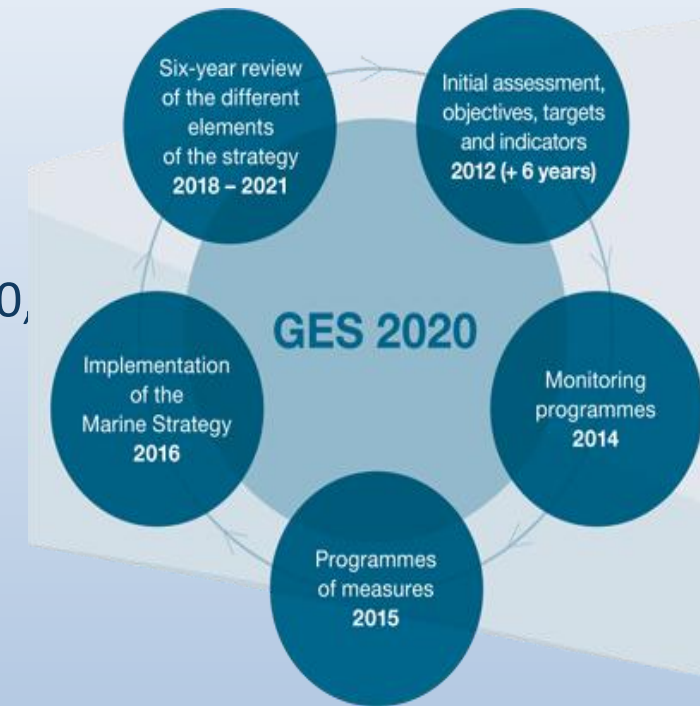 Six-year review
of the different
elements
of the strategy
2018 – 2021
Initial assessment,
objectives, targets
and indicators
2012 (+ 6 years)
0,
GES 2020
Implementation
of the
Marine Strategy
2016
Monitoring
programmes
2014
Programmes
of measures
2015